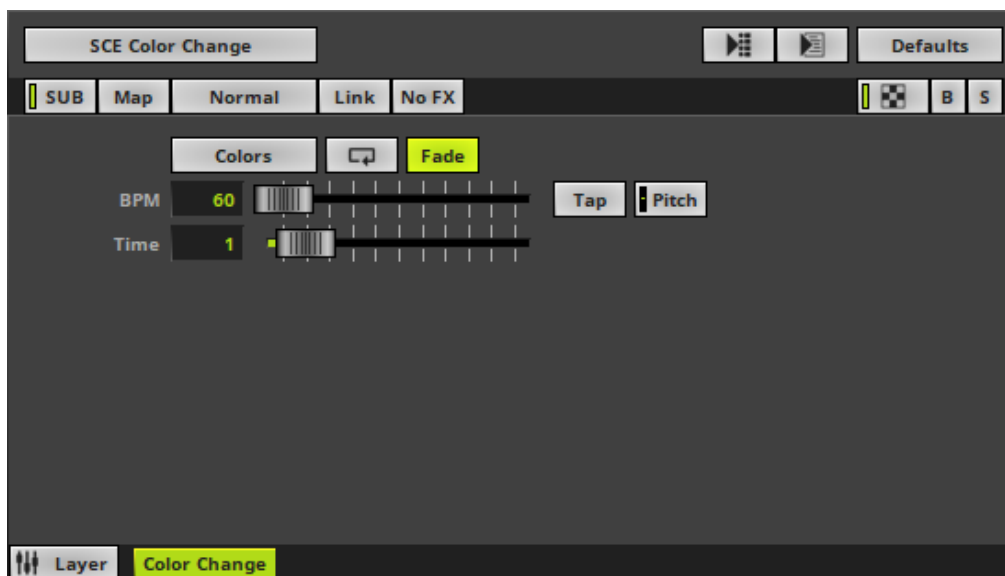 SCE Color Change Defaults
SUB Map Normal Link No FX B S
Colors Fade
BPM 60 Tap Pitch
Time 1
Layer Color Change